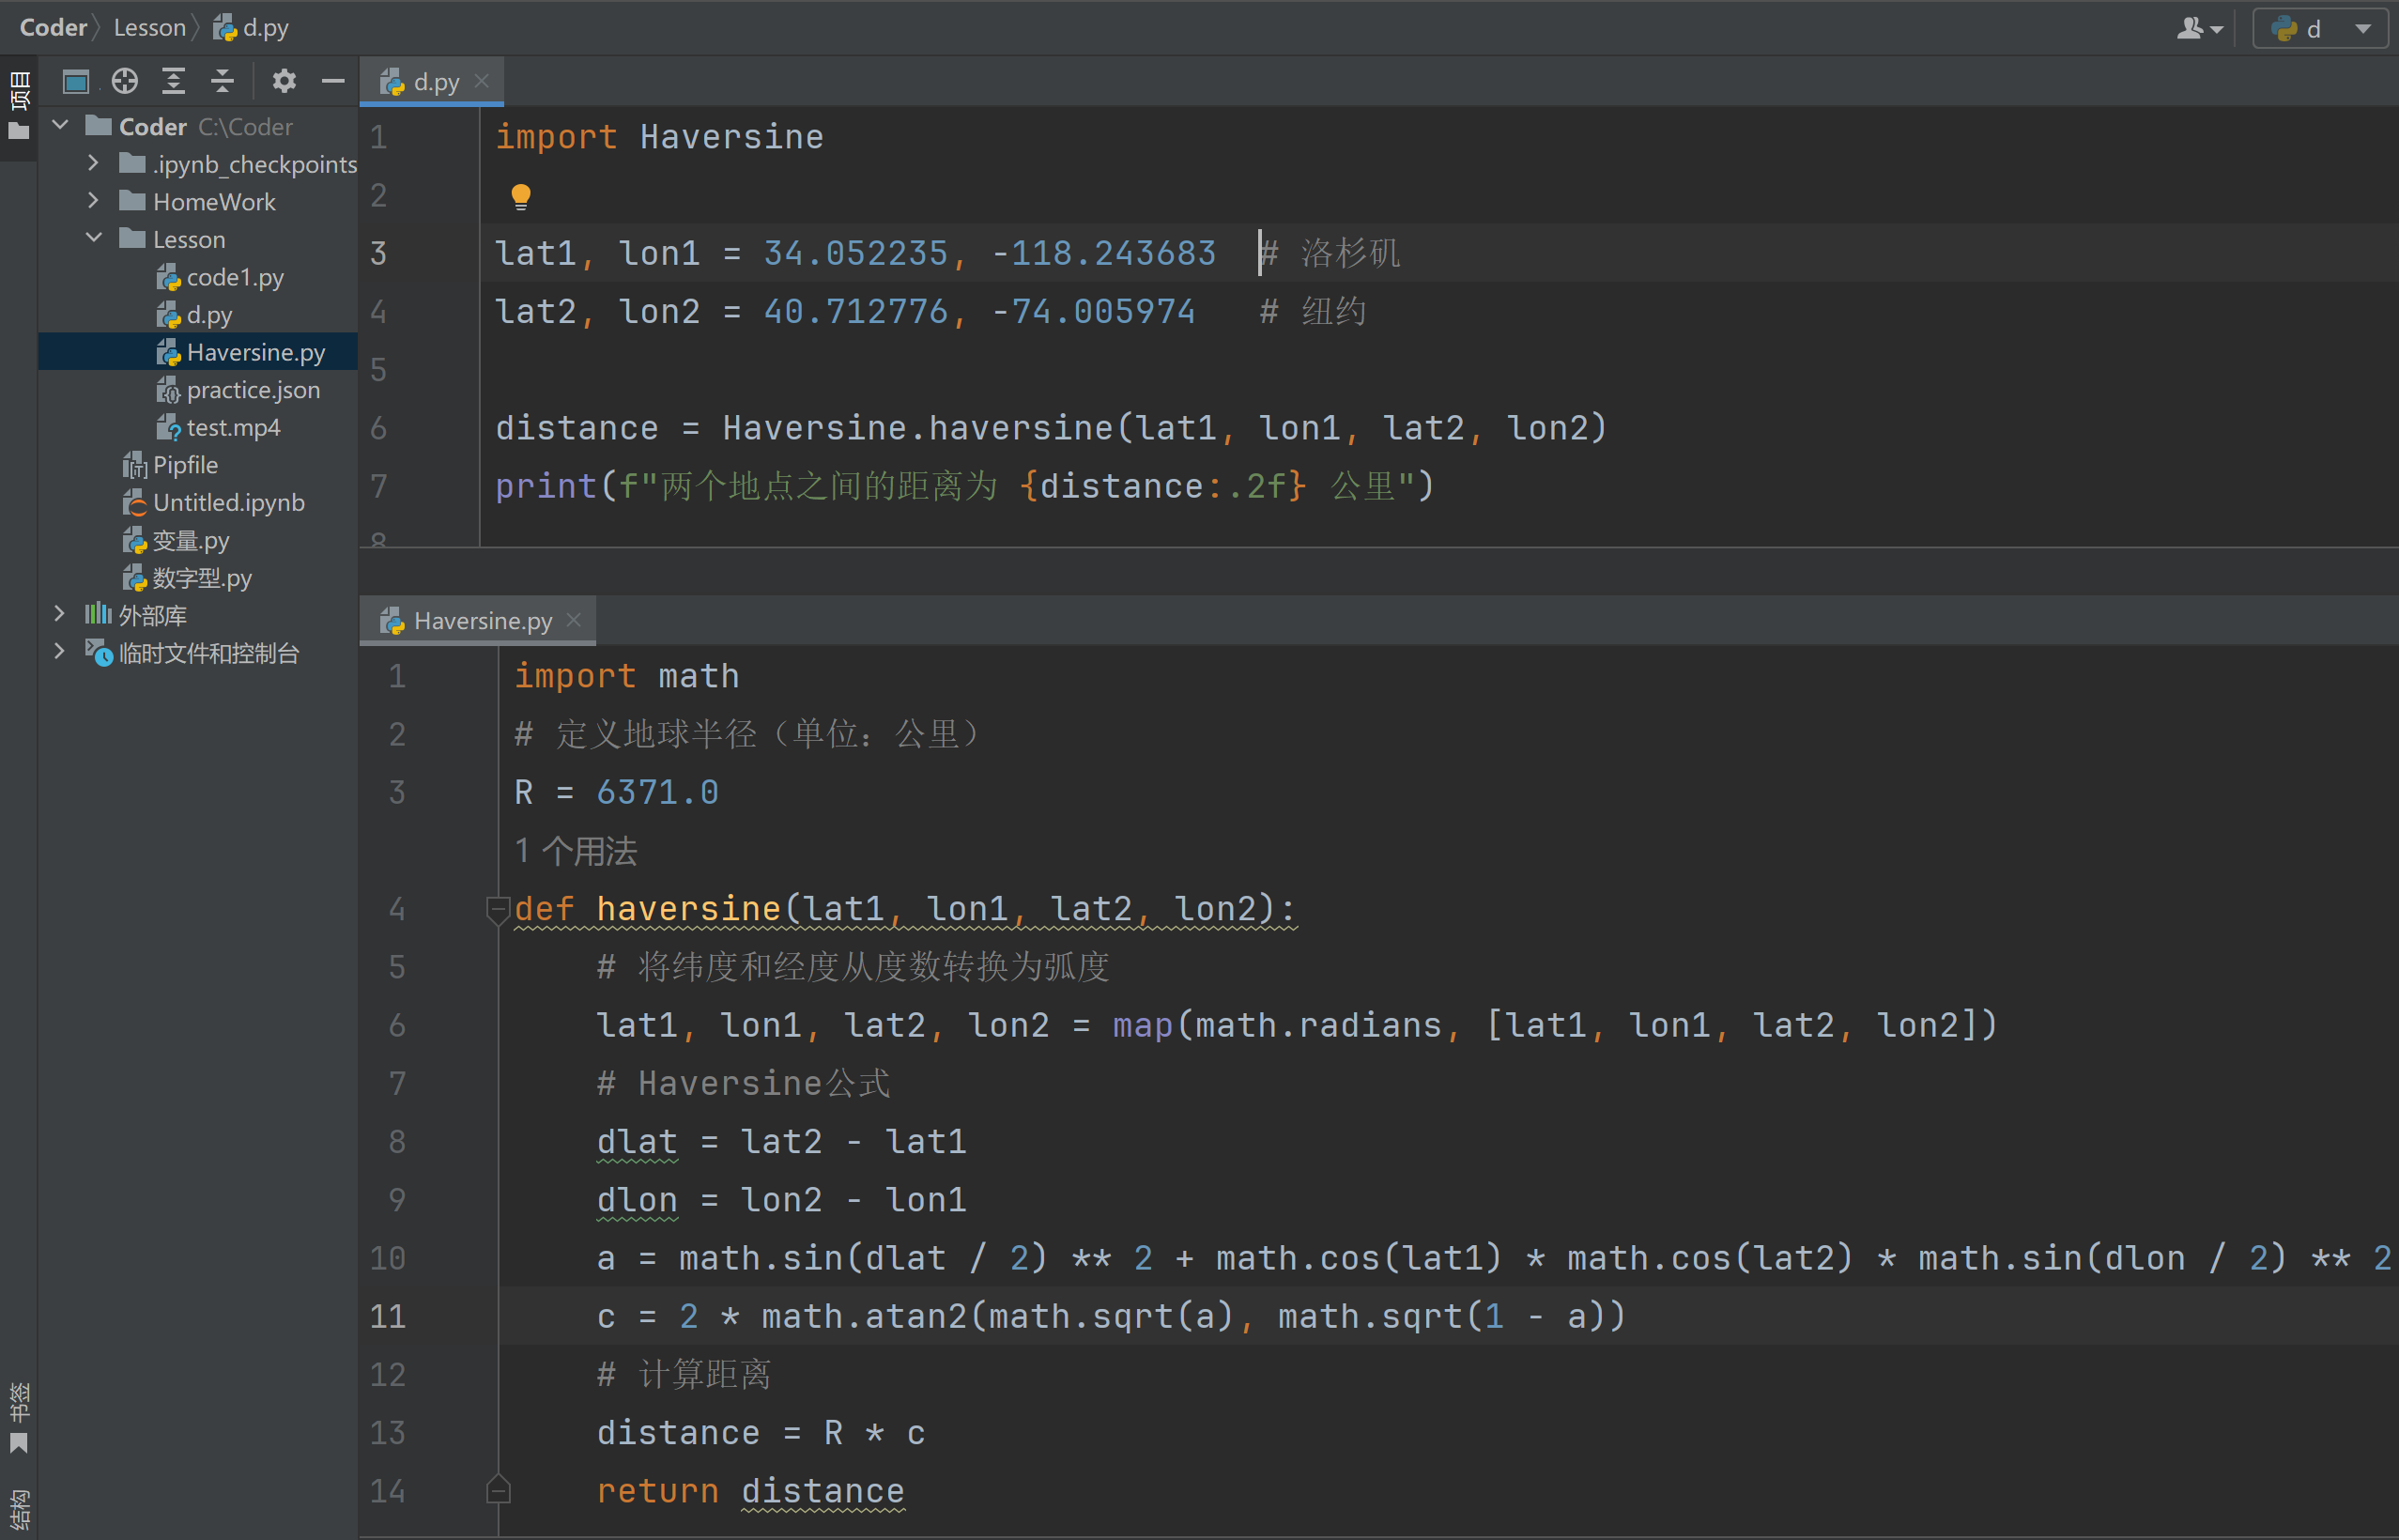 Coder Lesson d.py
d
项目
Coder C:\Coder
.ipynb_checkpoints
HomeWork
Lesson
code1.py
d.py
Haversine.py
practice.json
test.mp4
Pipfile
Untitled.ipynb
变量.py
数字型.py
外部库
临时文件和控制台
书签
结构
d.py
1 import Haversine
2
3 lat1, lon1 = 34.052235, -118.243683  # 洛杉矶
4 lat2, lon2 = 40.712776, -74.005974   # 纽约
5
6 distance = Haversine.haversine(lat1, lon1, lat2, lon2)
7 print(f"两个地点之间的距离为 {distance:.2f} 公里")
8
Haversine.py
1 import math
2 # 定义地球半径（单位：公里）
3 R = 6371.0
1 个用法
4 def haversine(lat1, lon1, lat2, lon2):
5     # 将纬度和经度从度数转换为弧度
6     lat1, lon1, lat2, lon2 = map(math.radians, [lat1, lon1, lat2, lon2])
7     # Haversine公式
8     dlat = lat2 - lat1
9     dlon = lon2 - lon1
10     a = math.sin(dlat / 2) ** 2 + math.cos(lat1) * math.cos(lat2) * math.sin(dlon / 2) ** 2
11     c = 2 * math.atan2(math.sqrt(a), math.sqrt(1 - a))
12     # 计算距离
13     distance = R * c
14     return distance